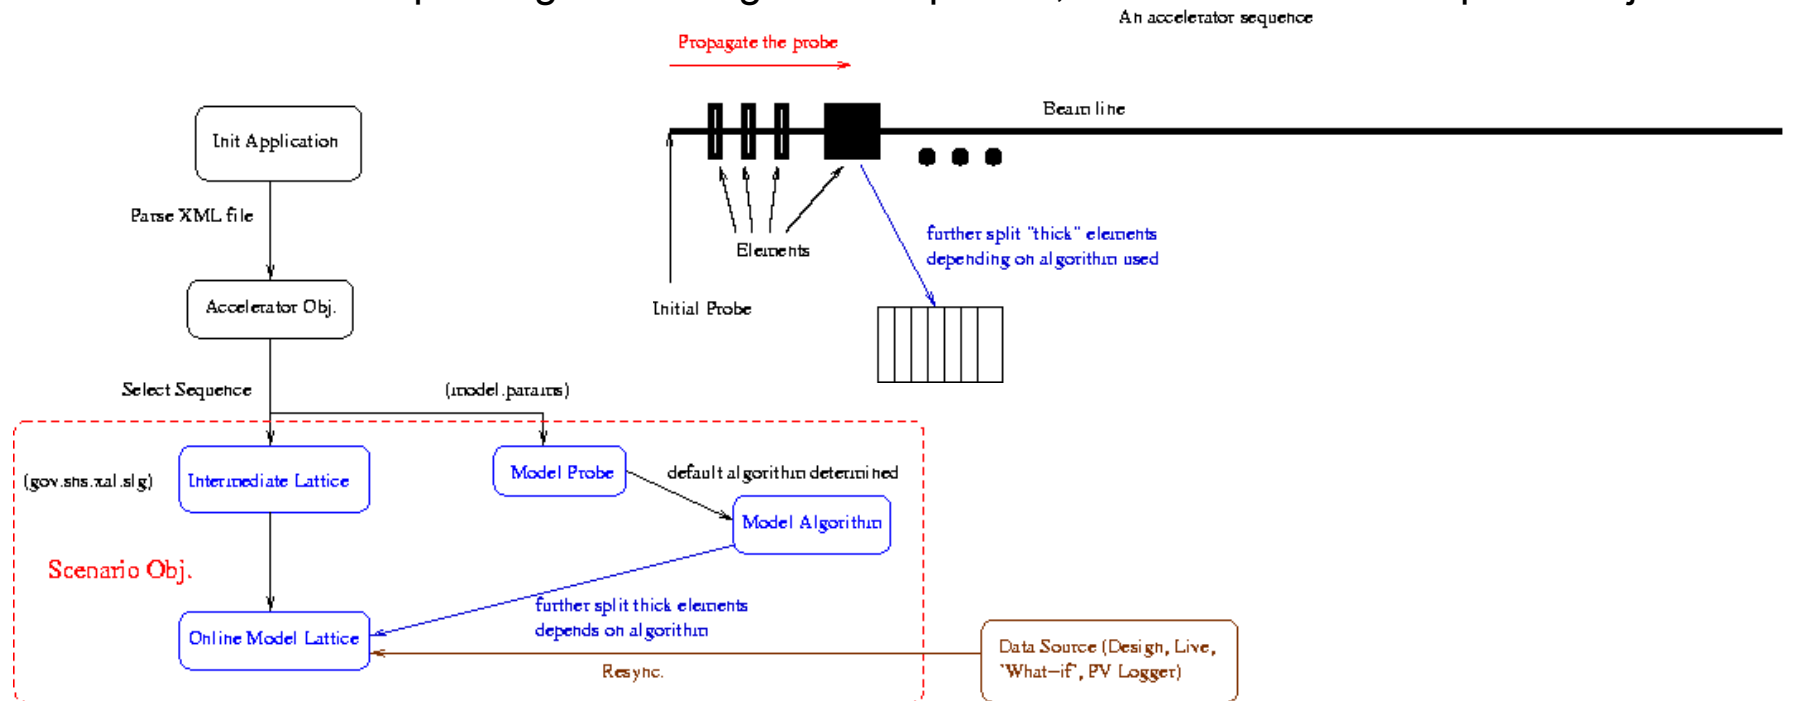 An accelerator sequence
Propagate the probe
Beam line
Init Application
Parse XML file
further split "thick" elements
depending on algorithm used
Elements
Accelerator Obj.
Initial Probe
Select Sequence
(model.params)
(gov.sns.xal.slg)
Intermediate Lattice
Model Probe
default algorithm determined
Model Algorithm
Scenario Obj.
further split thick elements
depends on algorithm
Online Model Lattice
Resync.
Data Source (Design, Live,
'What-if', PV Logger)